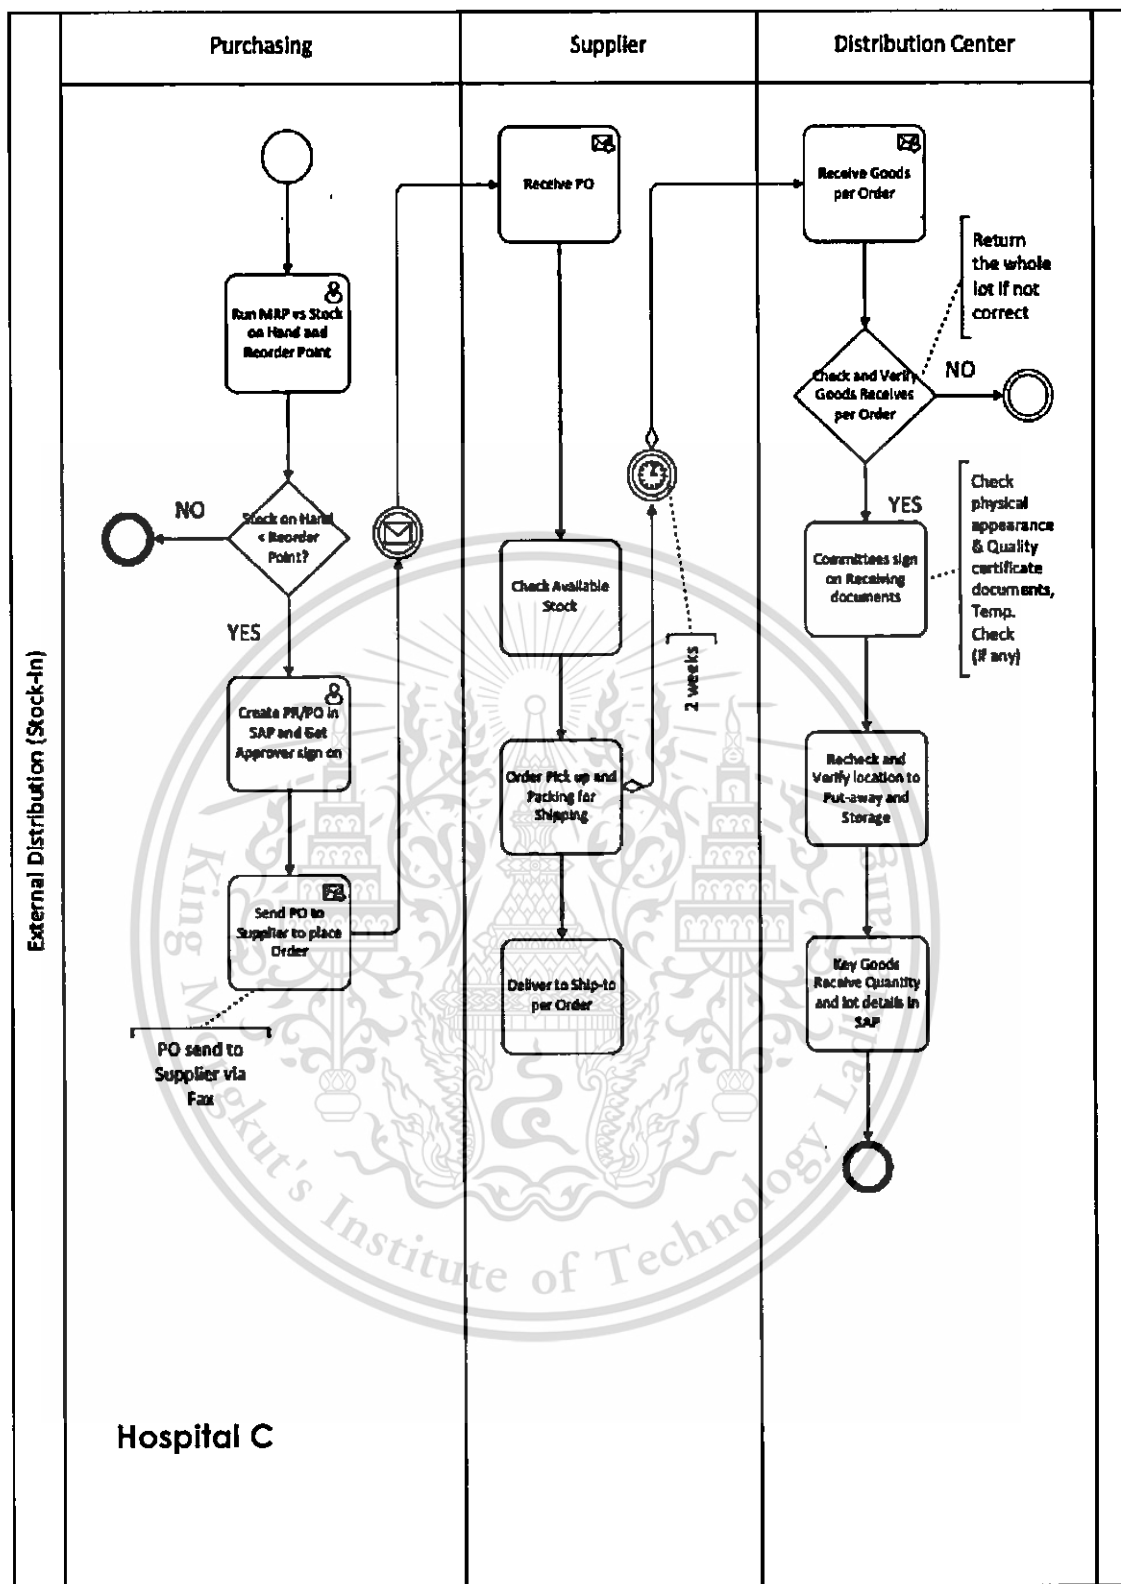 Purchasing
Supplier
Distribution Center
External Distribution (Stock-In)
Run MRP vs Stock
on Hand and
Reorder Point
Stock on Hand
< Reorder
Point?
NO
YES
Create PR/PO in
SAP and Get
Approver sign on
Send PO to
Supplier to place
Order
PO send to
Supplier via
Fax
Receive PO
Check Available
Stock
Order Pick up and
Packing for
Shipping
2 weeks
Deliver to Ship-to
per Order
Receive Goods
per Order
Return
the whole
lot if not
correct
Check and Verify
Goods Receives
per Order
NO
YES
Committees sign
on Receiving
documents
Check
physical
appearance
& Quality
certificate
documents,
Temp.
Check
(if any)
Recheck and
Verify location to
Put-away and
Storage
Key Goods
Receive Quantity
and lot details in
SAP
King Mongkut's Institute of Technology Ladkrabang
Hospital C